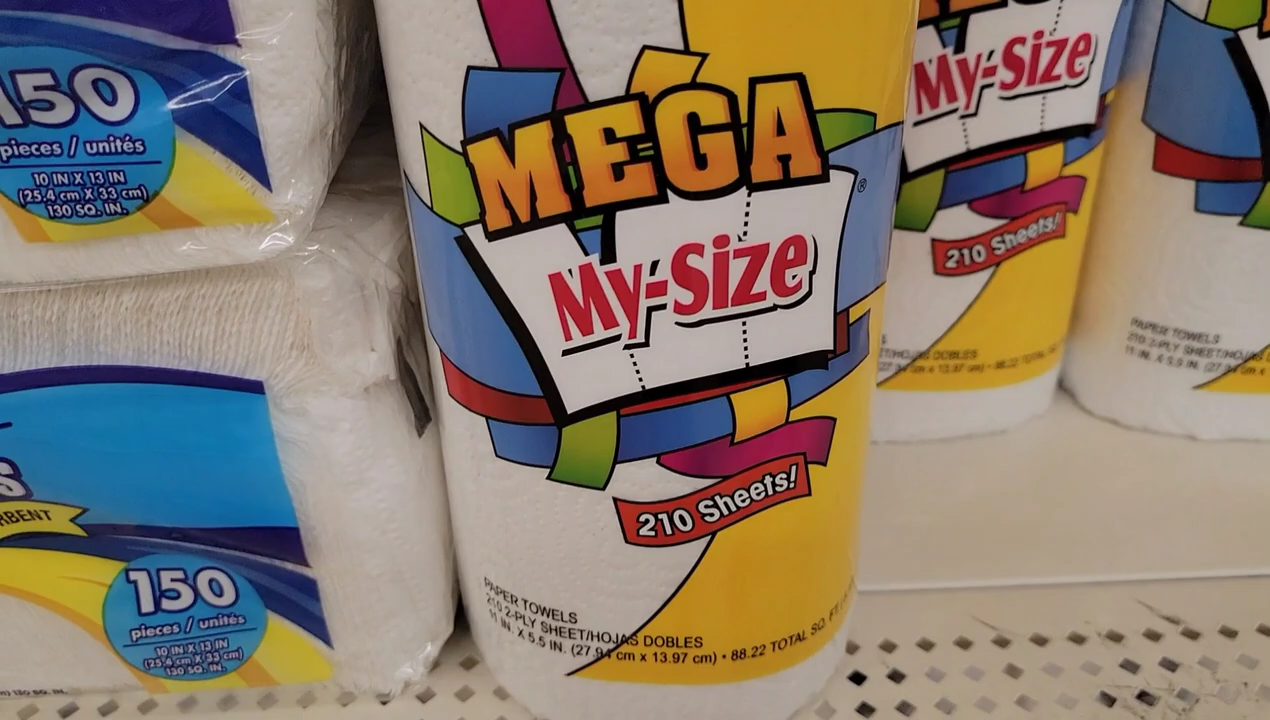 150
pieces / unités
10 IN X 13 IN
(25.4 cm X 33 cm)
130 SQ. IN.
150
pieces / unités
10 IN X 13 IN
(25.4 cm X 33 cm)
130 SQ. IN.
MEGA
My-Size
®
210 Sheets!
PAPER TOWELS
210 2-PLY SHEET/HOJAS DOBLES
11 IN. X 5.5 IN. (27.94 cm x 13.97 cm) • 88.22 TOTAL SQ. FT.
My-Size
210 Sheets!
PAPER TOWELS